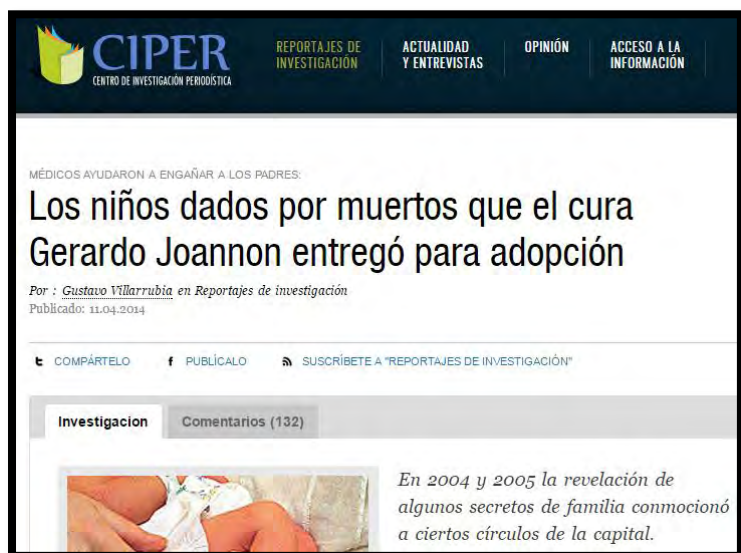 CIPER
CENTRO DE INVESTIGACIÓN PERIODÍSTICA
REPORTAJES DE
INVESTIGACIÓN
ACTUALIDAD
Y ENTREVISTAS
OPINIÓN
ACCESO A LA
INFORMACIÓN
MÉDICOS AYUDARON A ENGAÑAR A LOS PADRES:
Los niños dados por muertos que el cura
Gerardo Joannon entregó para adopción
Por : Gustavo Villarrubia en Reportajes de investigación
Publicado: 11.04.2014
COMPÁRTELO
PUBLÍCALO
SUSCRÍBETE A "REPORTAJES DE INVESTIGACIÓN"
Investigacion
Comentarios (132)
En 2004 y 2005 la revelación de
algunos secretos de familia conmocionó
a ciertos círculos de la capital.